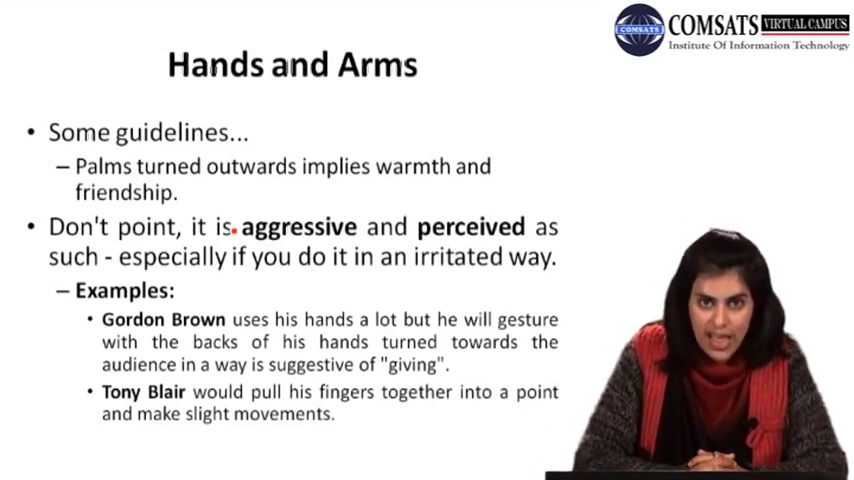 COMSATS VIRTUAL CAMPUS
COMSATS
Institute Of Information Technology
Hands and Arms
• Some guidelines...
– Palms turned outwards implies warmth and
friendship.
• Don't point, it is aggressive and perceived as
such - especially if you do it in an irritated way.
– Examples:
• Gordon Brown uses his hands a lot but he will gesture
with the backs of his hands turned towards the
audience in a way is suggestive of "giving".
• Tony Blair would pull his fingers together into a point
and make slight movements.